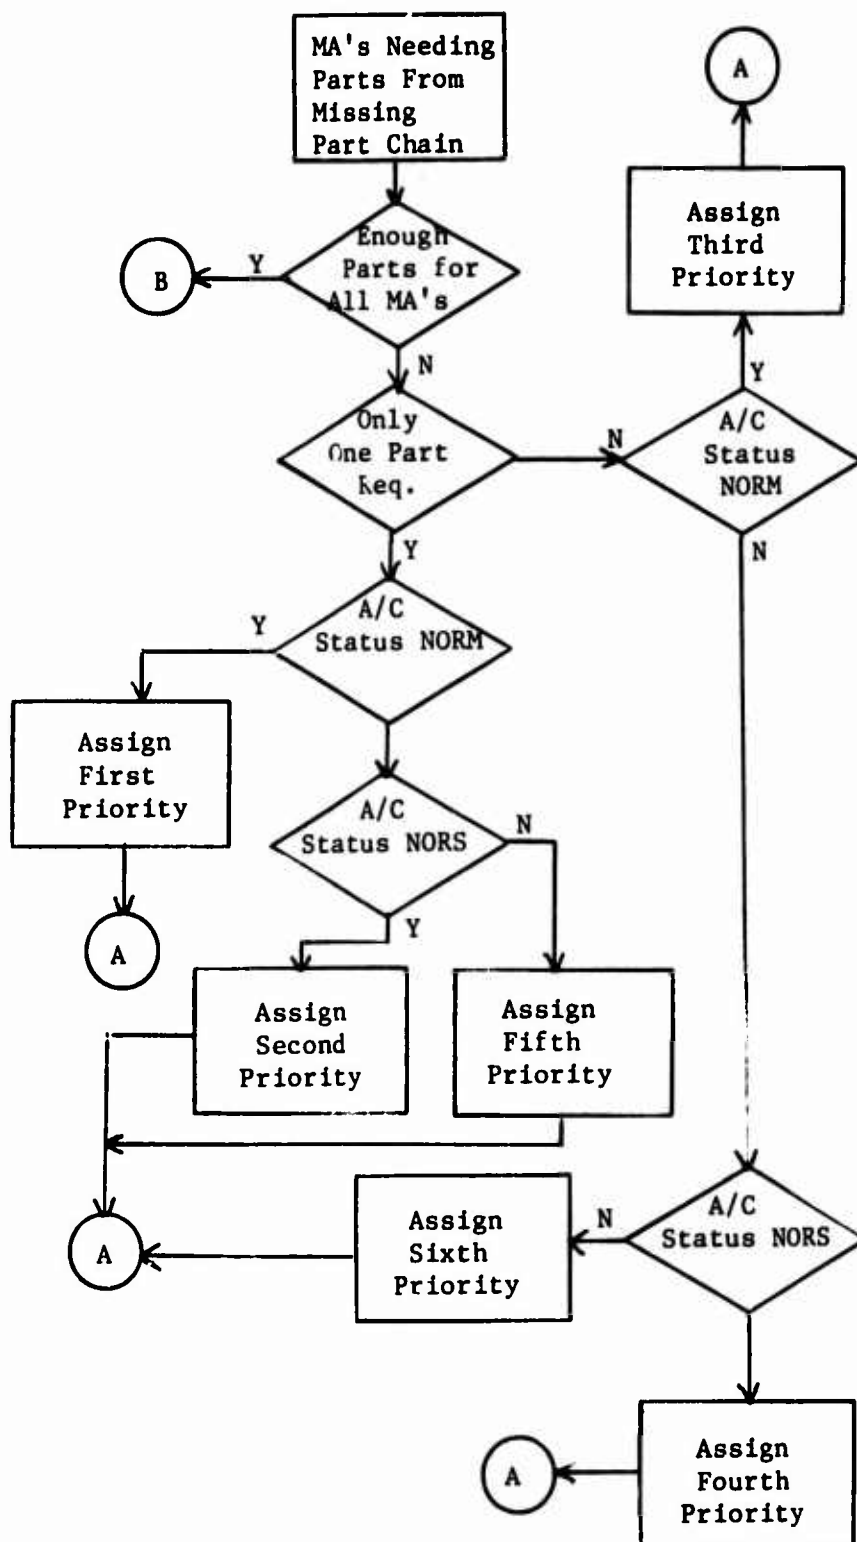 MA's Needing
Parts From
Missing
Part Chain
A
Assign
Third
Priority
Enough
Parts for
All MA's
Y
B
N
Y
Only
One Part
Req.
N
A/C
Status
NORM
Y
N
A/C
Status NORM
Y
Assign
First
Priority
A/C
Status NORS
N
Y
A
Assign
Second
Priority
Assign
Fifth
Priority
A
Assign
Sixth
Priority
N
A/C
Status NORS
A
Assign
Fourth
Priority